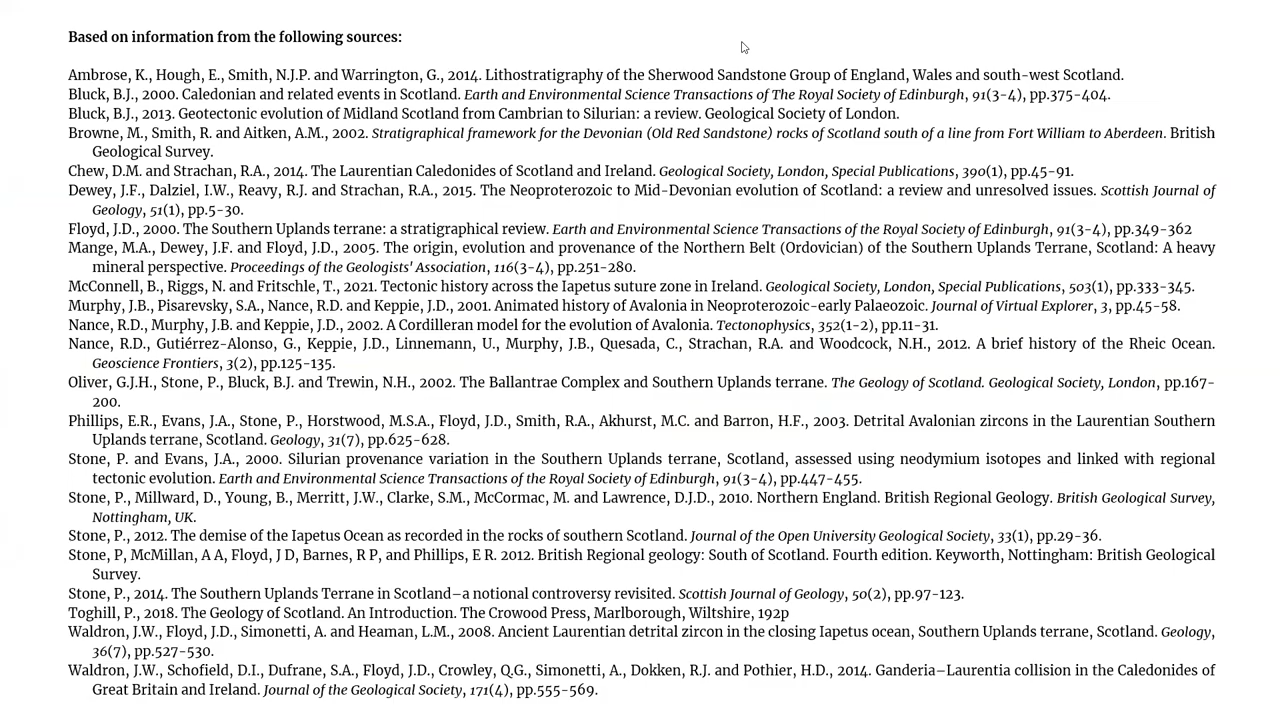 Based on information from the following sources:
Ambrose, K., Hough, E., Smith, N.J.P. and Warrington, G., 2014. Lithostratigraphy of the Sherwood Sandstone Group of England, Wales and south-west Scotland.
Bluck, B.J., 2000. Caledonian and related events in Scotland. Earth and Environmental Science Transactions of The Royal Society of Edinburgh, 91(3-4), pp.375-404.
Bluck, B.J., 2013. Geotectonic evolution of Midland Scotland from Cambrian to Silurian: a review. Geological Society of London.
Browne, M., Smith, R. and Aitken, A.M., 2002. Stratigraphical framework for the Devonian (Old Red Sandstone) rocks of Scotland south of a line from Fort William to Aberdeen. British
Geological Survey.
Chew, D.M. and Strachan, R.A., 2014. The Laurentian Caledonides of Scotland and Ireland. Geological Society, London, Special Publications, 390(1), pp.45-91.
Dewey, J.F., Dalziel, I.W., Reavy, R.J. and Strachan, R.A., 2015. The Neoproterozoic to Mid-Devonian evolution of Scotland: a review and unresolved issues. Scottish Journal of
Geology, 51(1), pp.5-30.
Floyd, J.D., 2000. The Southern Uplands terrane: a stratigraphical review. Earth and Environmental Science Transactions of the Royal Society of Edinburgh, 91(3-4), pp.349-362
Mange, M.A., Dewey, J.F. and Floyd, J.D., 2005. The origin, evolution and provenance of the Northern Belt (Ordovician) of the Southern Uplands Terrane, Scotland: A heavy
mineral perspective. Proceedings of the Geologists' Association, 116(3-4), pp.251-280.
McConnell, B., Riggs, N. and Fritschle, T., 2021. Tectonic history across the Iapetus suture zone in Ireland. Geological Society, London, Special Publications, 503(1), pp.333-345.
Murphy, J.B., Pisarevsky, S.A., Nance, R.D. and Keppie, J.D., 2001. Animated history of Avalonia in Neoproterozoic-early Palaeozoic. Journal of Virtual Explorer, 3, pp.45-58.
Nance, R.D., Murphy, J.B. and Keppie, J.D., 2002. A Cordilleran model for the evolution of Avalonia. Tectonophysics, 352(1-2), pp.11-31.
Nance, R.D., Gutiérrez-Alonso, G., Keppie, J.D., Linnemann, U., Murphy, J.B., Quesada, C., Strachan, R.A. and Woodcock, N.H., 2012. A brief history of the Rheic Ocean.
Geoscience Frontiers, 3(2), pp.125-135.
Oliver, G.J.H., Stone, P., Bluck, B.J. and Trewin, N.H., 2002. The Ballantrae Complex and Southern Uplands terrane. The Geology of Scotland. Geological Society, London, pp.167-
200.
Phillips, E.R., Evans, J.A., Stone, P., Horstwood, M.S.A., Floyd, J.D., Smith, R.A., Akhurst, M.C. and Barron, H.F., 2003. Detrital Avalonian zircons in the Laurentian Southern
Uplands terrane, Scotland. Geology, 31(7), pp.625-628.
Stone, P. and Evans, J.A., 2000. Silurian provenance variation in the Southern Uplands terrane, Scotland, assessed using neodymium isotopes and linked with regional
tectonic evolution. Earth and Environmental Science Transactions of the Royal Society of Edinburgh, 91(3-4), pp.447-455.
Stone, P., Millward, D., Young, B., Merritt, J.W., Clarke, S.M., McCormac, M. and Lawrence, D.J.D., 2010. Northern England. British Regional Geology. British Geological Survey,
Nottingham, UK.
Stone, P., 2012. The demise of the Iapetus Ocean as recorded in the rocks of southern Scotland. Journal of the Open University Geological Society, 33(1), pp.29-36.
Stone, P, McMillan, A A, Floyd, J D, Barnes, R P, and Phillips, E R. 2012. British Regional geology: South of Scotland. Fourth edition. Keyworth, Nottingham: British Geological
Survey.
Stone, P., 2014. The Southern Uplands Terrane in Scotland–a notional controversy revisited. Scottish Journal of Geology, 50(2), pp.97-123.
Toghill, P., 2018. The Geology of Scotland. An Introduction. The Crowood Press, Marlborough, Wiltshire, 192p
Waldron, J.W., Floyd, J.D., Simonetti, A. and Heaman, L.M., 2008. Ancient Laurentian detrital zircon in the closing Iapetus ocean, Southern Uplands terrane, Scotland. Geology,
36(7), pp.527-530.
Waldron, J.W., Schofield, D.I., Dufrane, S.A., Floyd, J.D., Crowley, Q.G., Simonetti, A., Dokken, R.J. and Pothier, H.D., 2014. Ganderia–Laurentia collision in the Caledonides of
Great Britain and Ireland. Journal of the Geological Society, 171(4), pp.555-569.